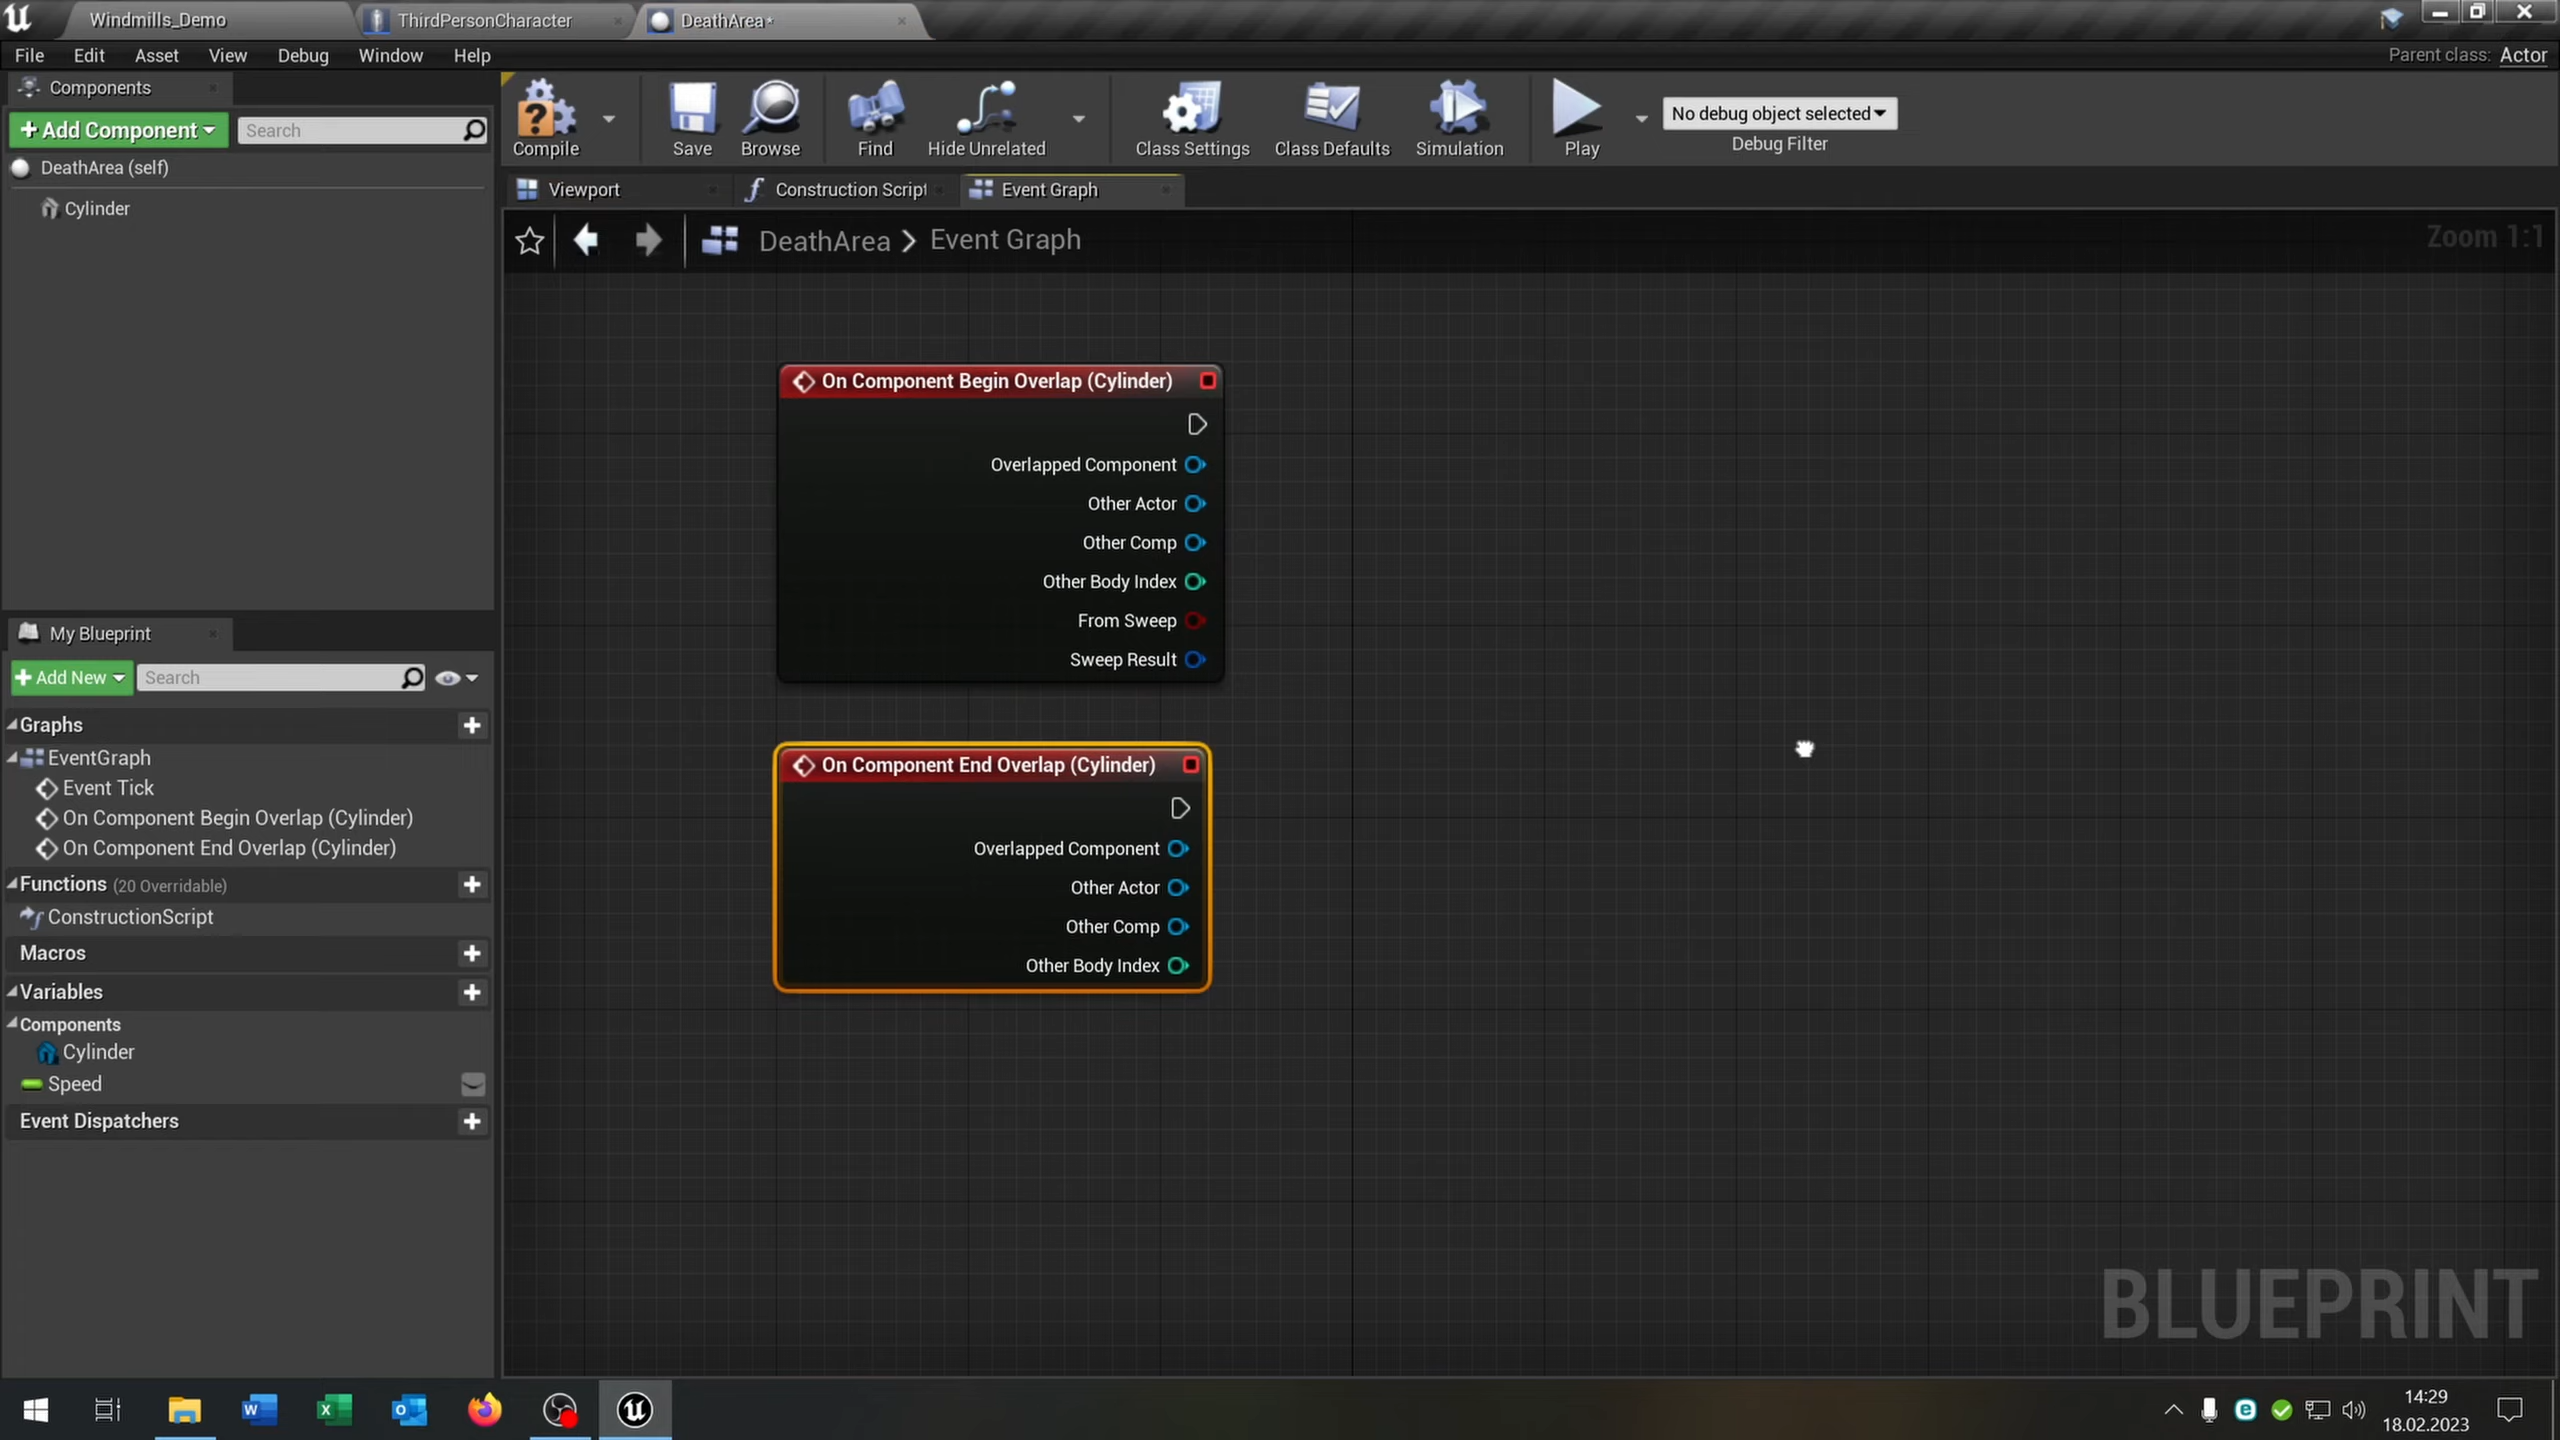 Windmills_Demo
ThirdPersonCharacter
DeathArea*
File Edit Asset View Debug Window Help
Parent class: Actor
Components
Add Component
Search
DeathArea (self)
Cylinder
Compile
Save
Browse
Find
Hide Unrelated
Class Settings
Class Defaults
Simulation
Play
No debug object selected
Debug Filter
Viewport
Construction Script
Event Graph
DeathArea > Event Graph
Zoom 1:1
On Component Begin Overlap (Cylinder)
Overlapped Component
Other Actor
Other Comp
Other Body Index
From Sweep
Sweep Result
On Component End Overlap (Cylinder)
Overlapped Component
Other Actor
Other Comp
Other Body Index
My Blueprint
Add New
Search
Graphs
EventGraph
Event Tick
On Component Begin Overlap (Cylinder)
On Component End Overlap (Cylinder)
Functions (20 Overridable)
ConstructionScript
Macros
Variables
Components
Cylinder
Speed
Event Dispatchers
BLUEPRINT
14:29
18.02.2023